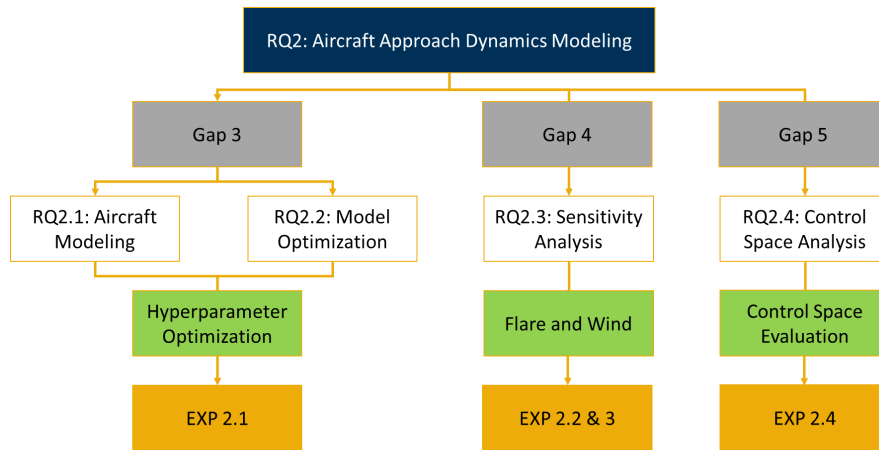 RQ2: Aircraft Approach Dynamics Modeling
Gap 3
Gap 4
Gap 5
RQ2.1: Aircraft
Modeling
RQ2.2: Model
Optimization
RQ2.3: Sensitivity
Analysis
RQ2.4: Control
Space Analysis
Hyperparameter
Optimization
Flare and Wind
Control Space
Evaluation
EXP 2.1
EXP 2.2 & 3
EXP 2.4